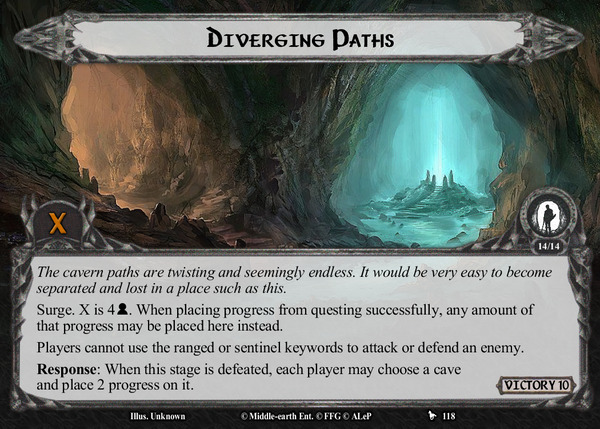 Diverging Paths
X
14/14
The cavern paths are twisting and seemingly endless. It would be very easy to become
separated and lost in a place such as this.
Surge. X is 4. When placing progress from questing successfully, any amount of
that progress may be placed here instead.
Players cannot use the ranged or sentinel keywords to attack or defend an enemy.
Response: When this stage is defeated, each player may choose a cave
and place 2 progress on it.
VICTORY 10
Illus. Unknown © Middle-earth Ent. © FFG © ALeP 118